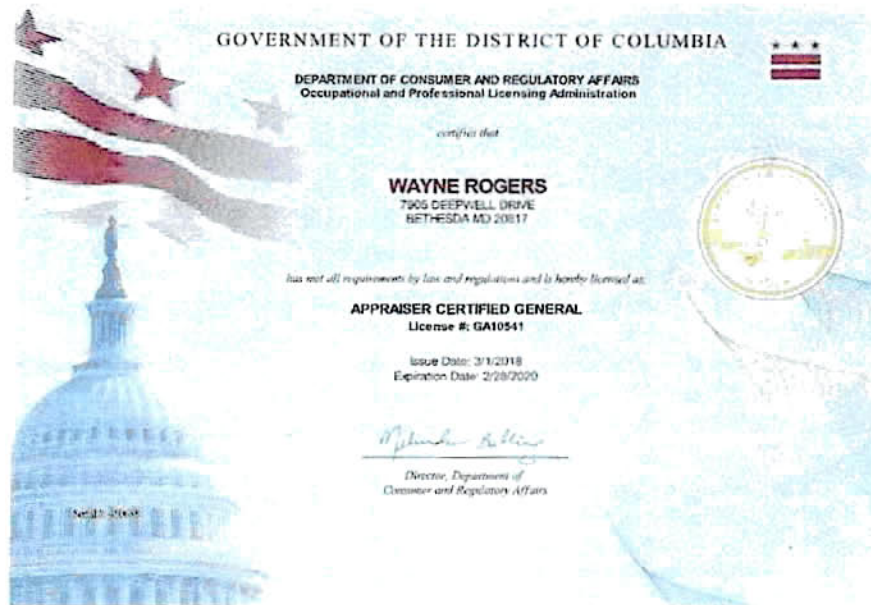 GOVERNMENT OF THE DISTRICT OF COLUMBIA
DEPARTMENT OF CONSUMER AND REGULATORY AFFAIRS
Occupational and Professional Licensing Administration
certifies that
WAYNE ROGERS
7905 DEEPWELL DRIVE
BETHESDA MD 20817
has met all requirements by law and regulations and is hereby licensed as:
APPRAISER CERTIFIED GENERAL
License #: GA10541
Issue Date: 3/1/2018
Expiration Date: 2/28/2020
Director, Department of
Consumer and Regulatory Affairs